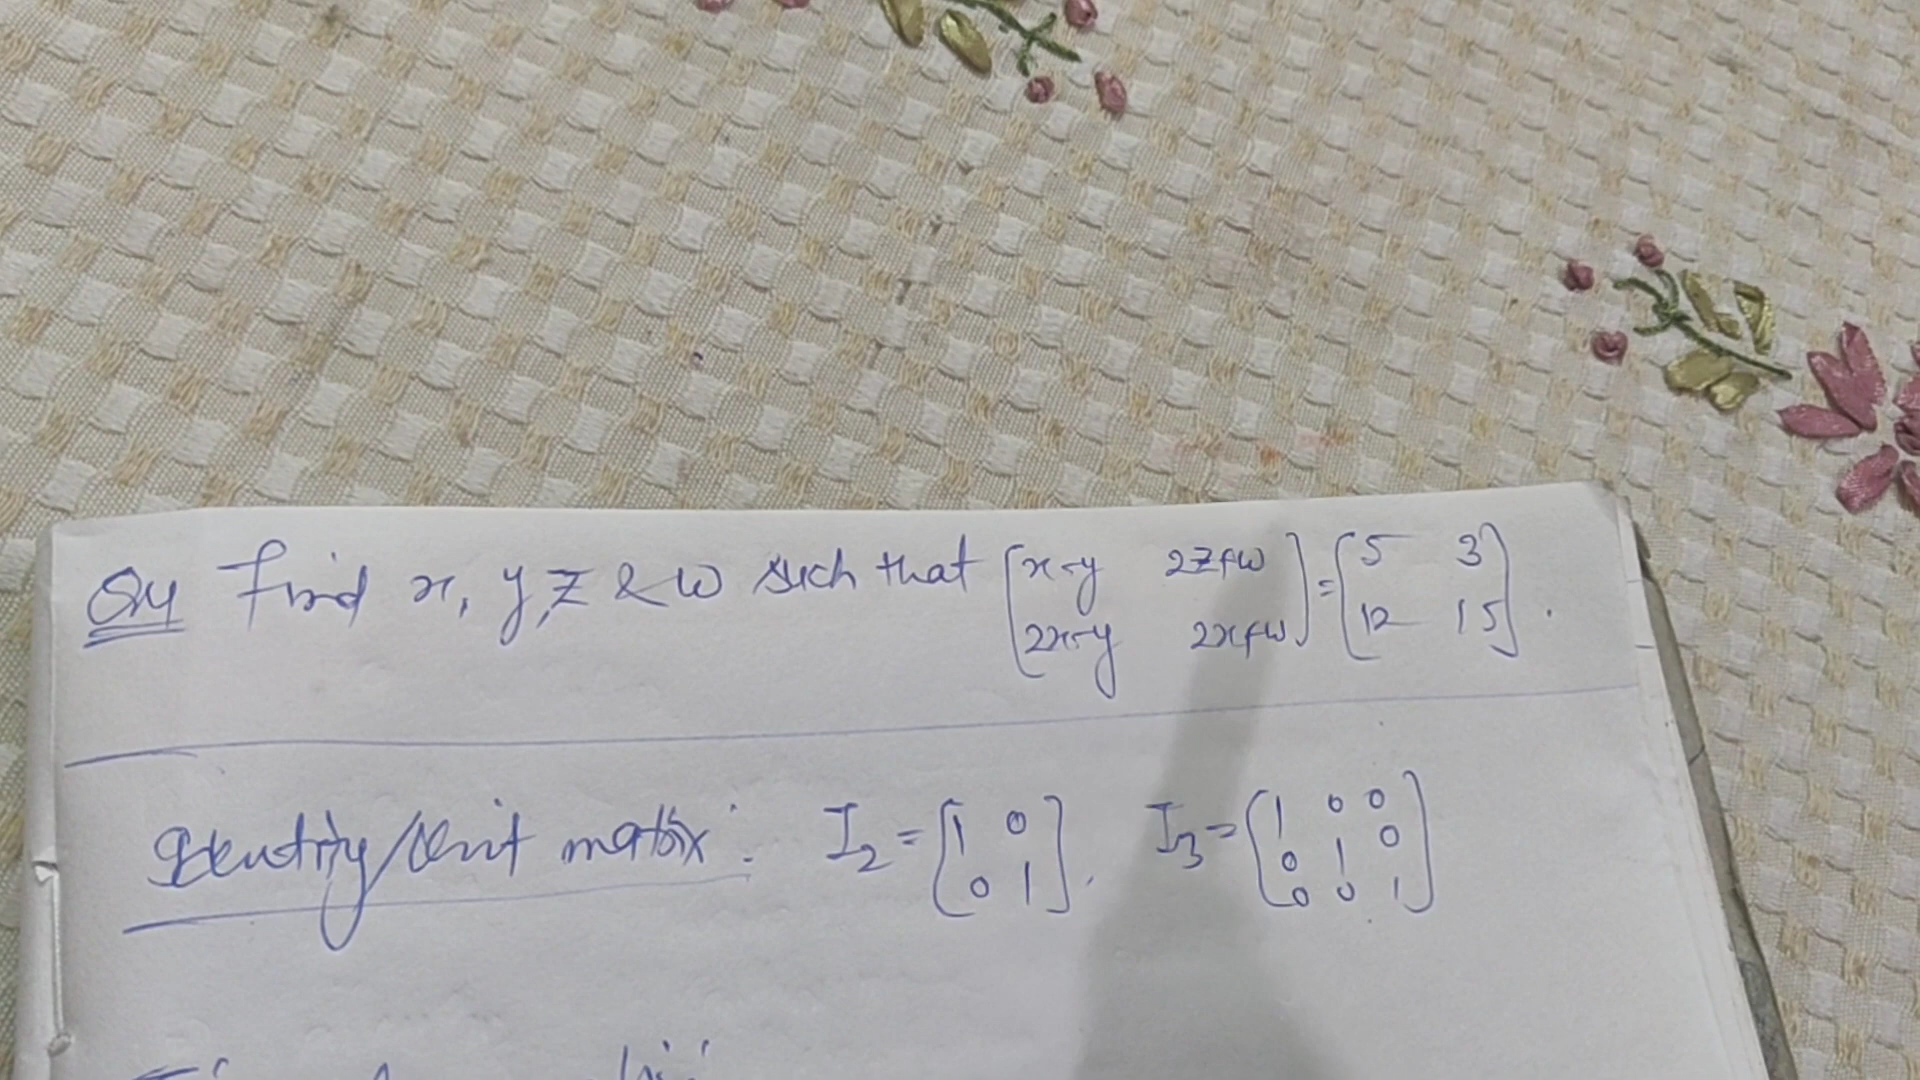 Q4 Find x, y, z & w such that [x-y 2z+w] = [5 3]
[2x-y 2x+w] [12 15].
Identity/Unit matrix: I₂ = [1 0], I₃ = [1 0 0]
[0 1] [0 1 0]
[0 0 1]